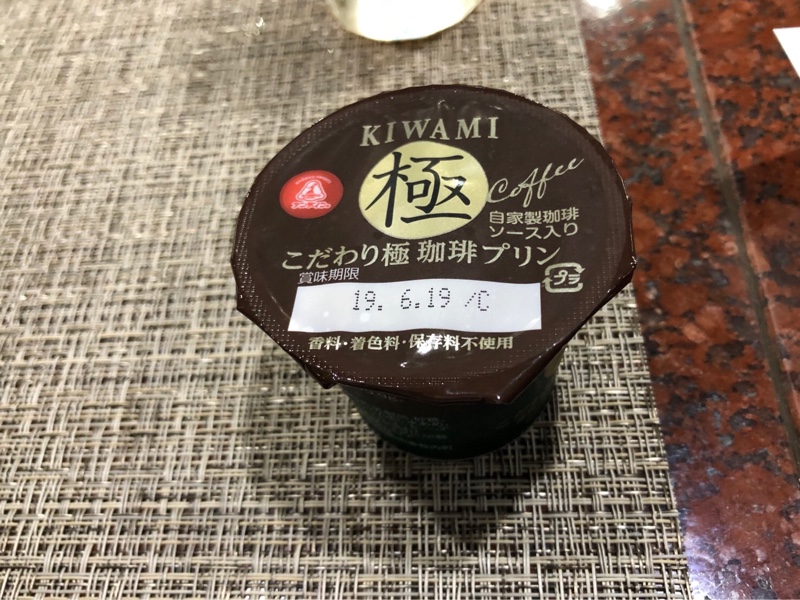 KIWAMI
極
Coffee
自家製珈琲
ソース入り
こだわり極 珈琲プリン
賞味期限
プラ
19. 6.19 /C
香料・着色料・保存料不使用